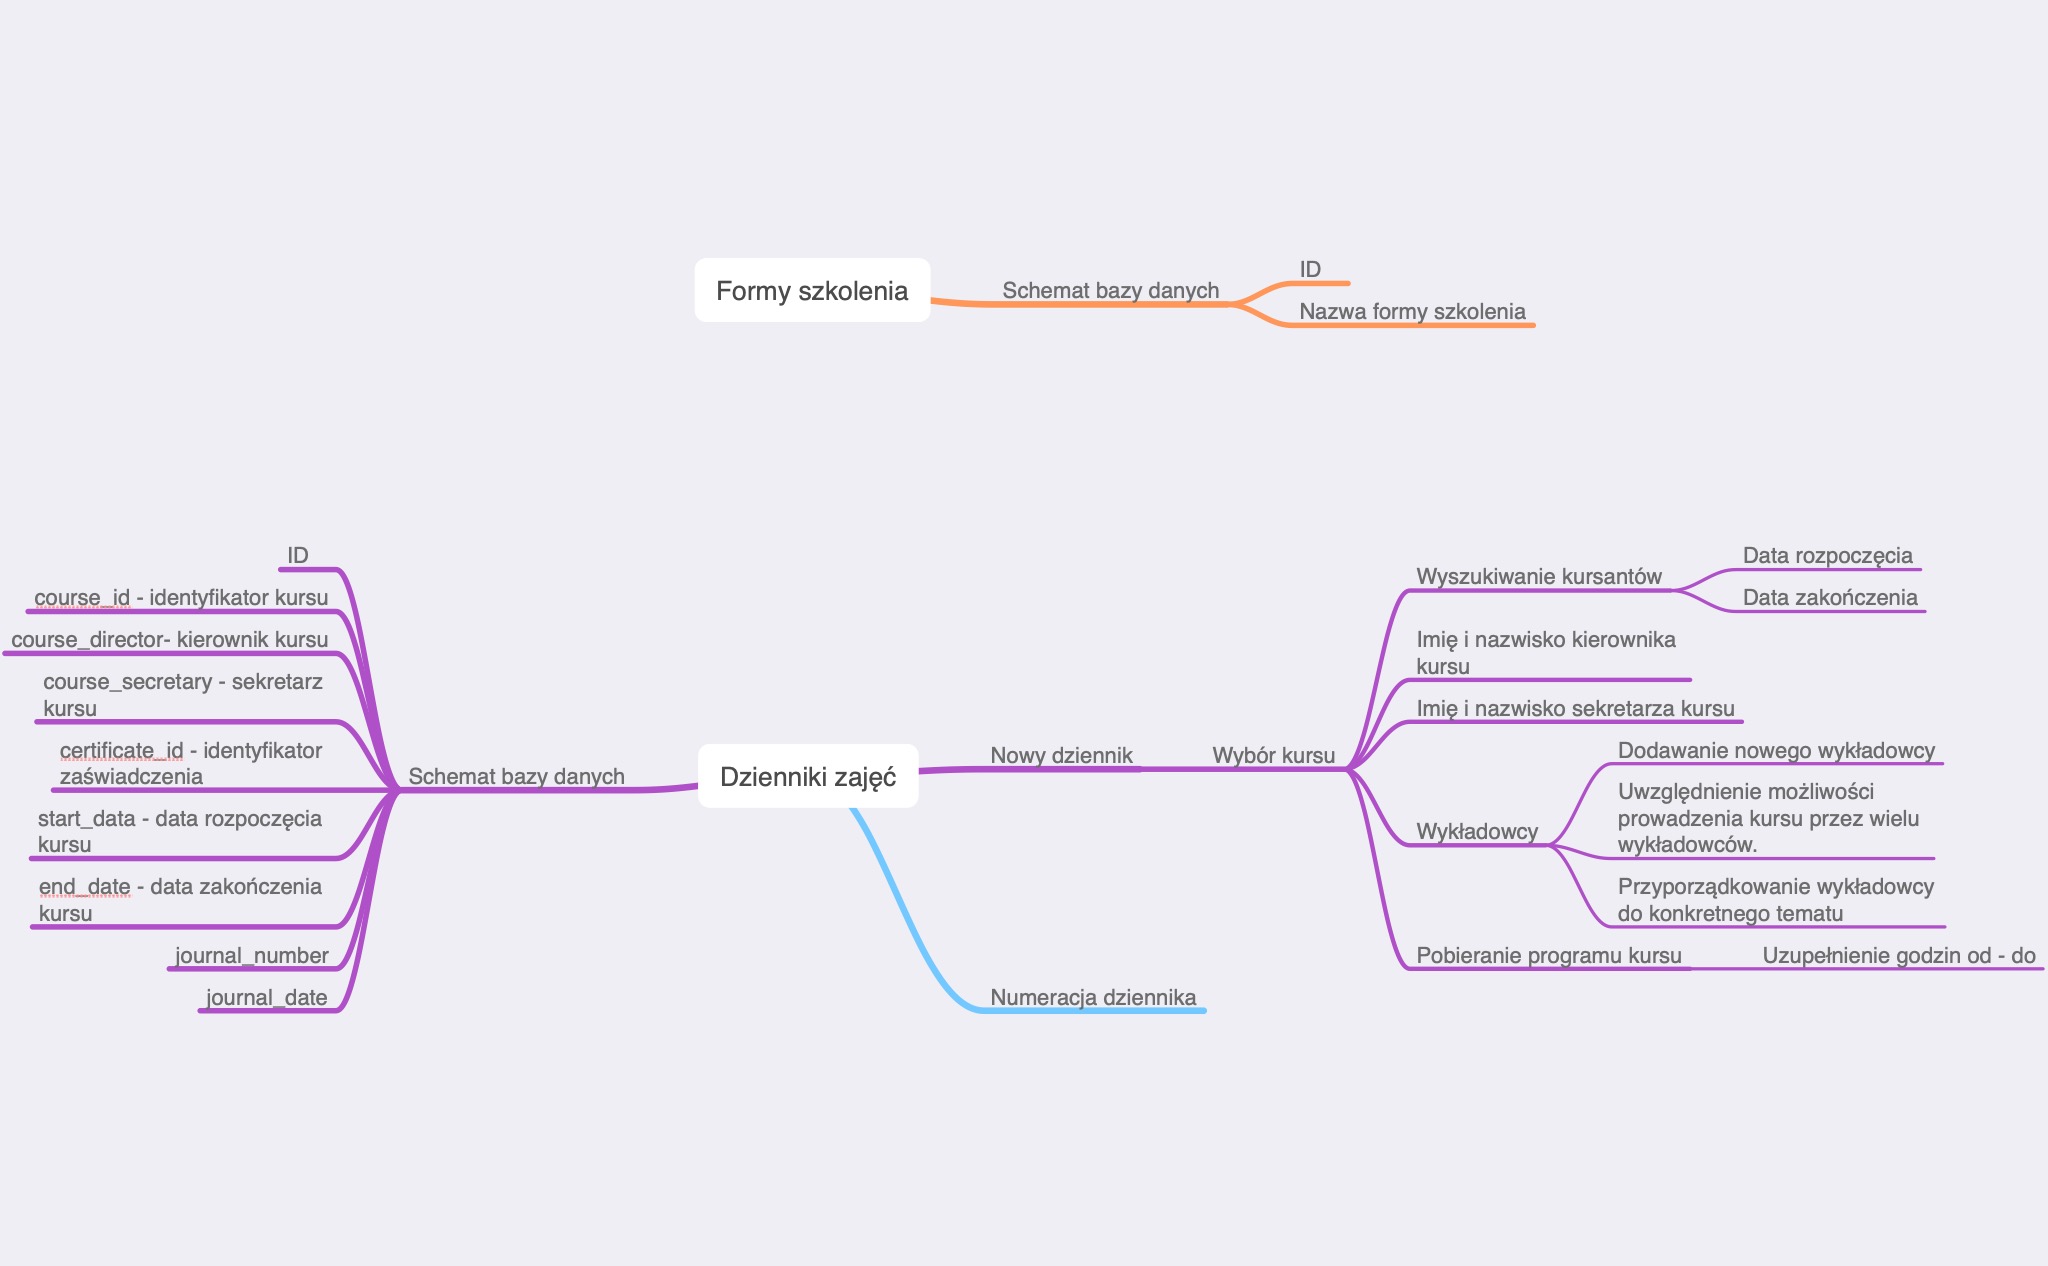 Formy szkolenia
Schemat bazy danych
ID
Nazwa formy szkolenia
ID
course_id - identyfikator kursu
course_director- kierownik kursu
course_secretary - sekretarz
kursu
certificate_id - identyfikator
zaświadczenia
start_data - data rozpoczęcia
kursu
end_date - data zakończenia
kursu
journal_number
journal_date
Schemat bazy danych
Dzienniki zajęć
Nowy dziennik
Wybór kursu
Wyszukiwanie kursantów
Data rozpoczęcia
Data zakończenia
Imię i nazwisko kierownika
kursu
Imię i nazwisko sekretarza kursu
Wykładowcy
Dodawanie nowego wykładowcy
Uwzględnienie możliwości
prowadzenia kursu przez wielu
wykładowców.
Przyporządkowanie wykładowcy
do konkretnego tematu
Pobieranie programu kursu
Uzupełnienie godzin od - do
Numeracja dziennika